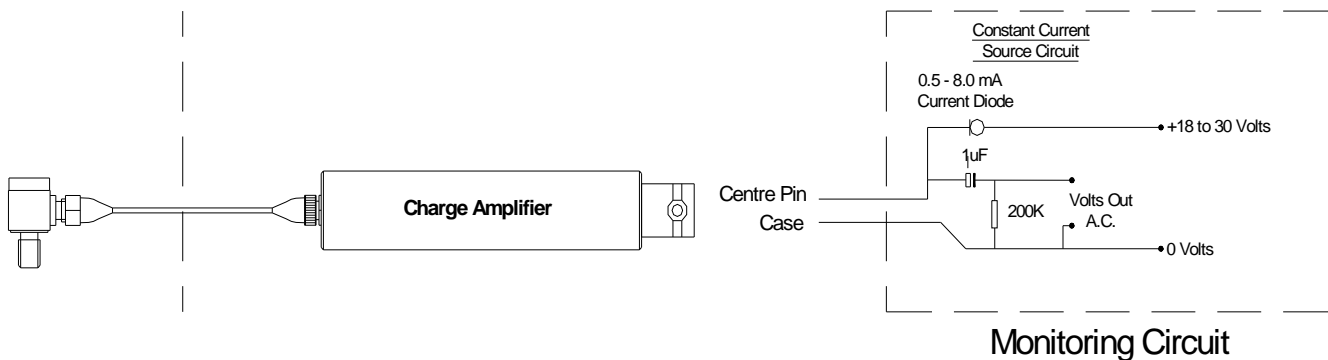 Constant Current
Source Circuit
0.5 - 8.0 mA
Current Diode
+18 to 30 Volts
1uF
Charge Amplifier
Centre Pin
Case
200K
Volts Out
A.C.
0 Volts
Monitoring Circuit